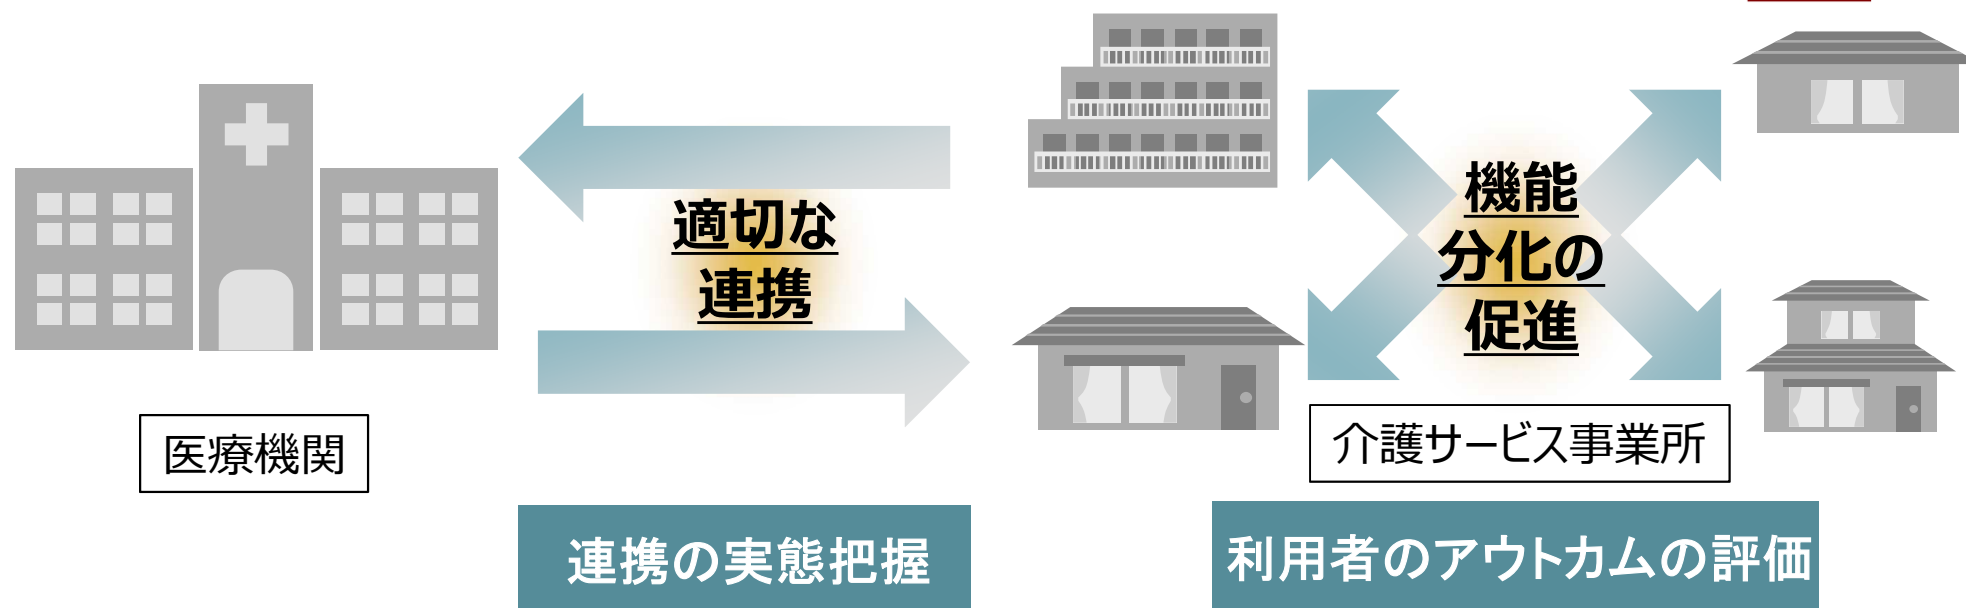 適切な
連携
機能
分化の
促進
医療機関
介護サービス事業所
連携の実態把握
利用者のアウトカムの評価